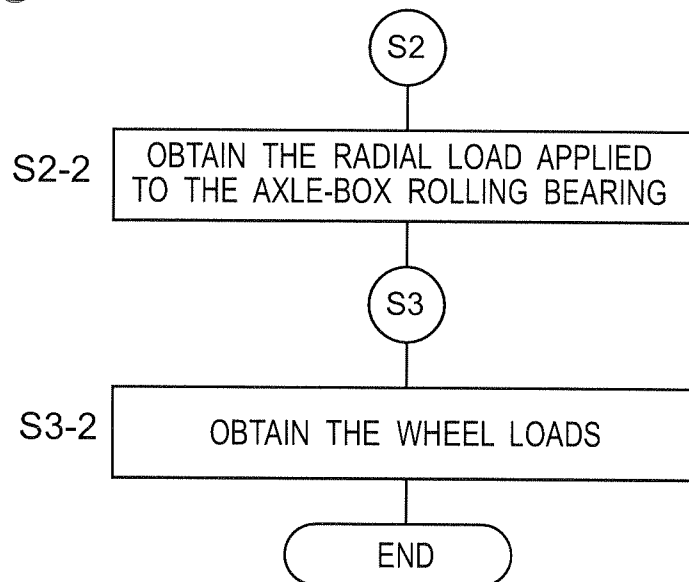 S2
S2-2
OBTAIN THE RADIAL LOAD APPLIED
TO THE AXLE-BOX ROLLING BEARING
S3
S3-2
OBTAIN THE WHEEL LOADS
END